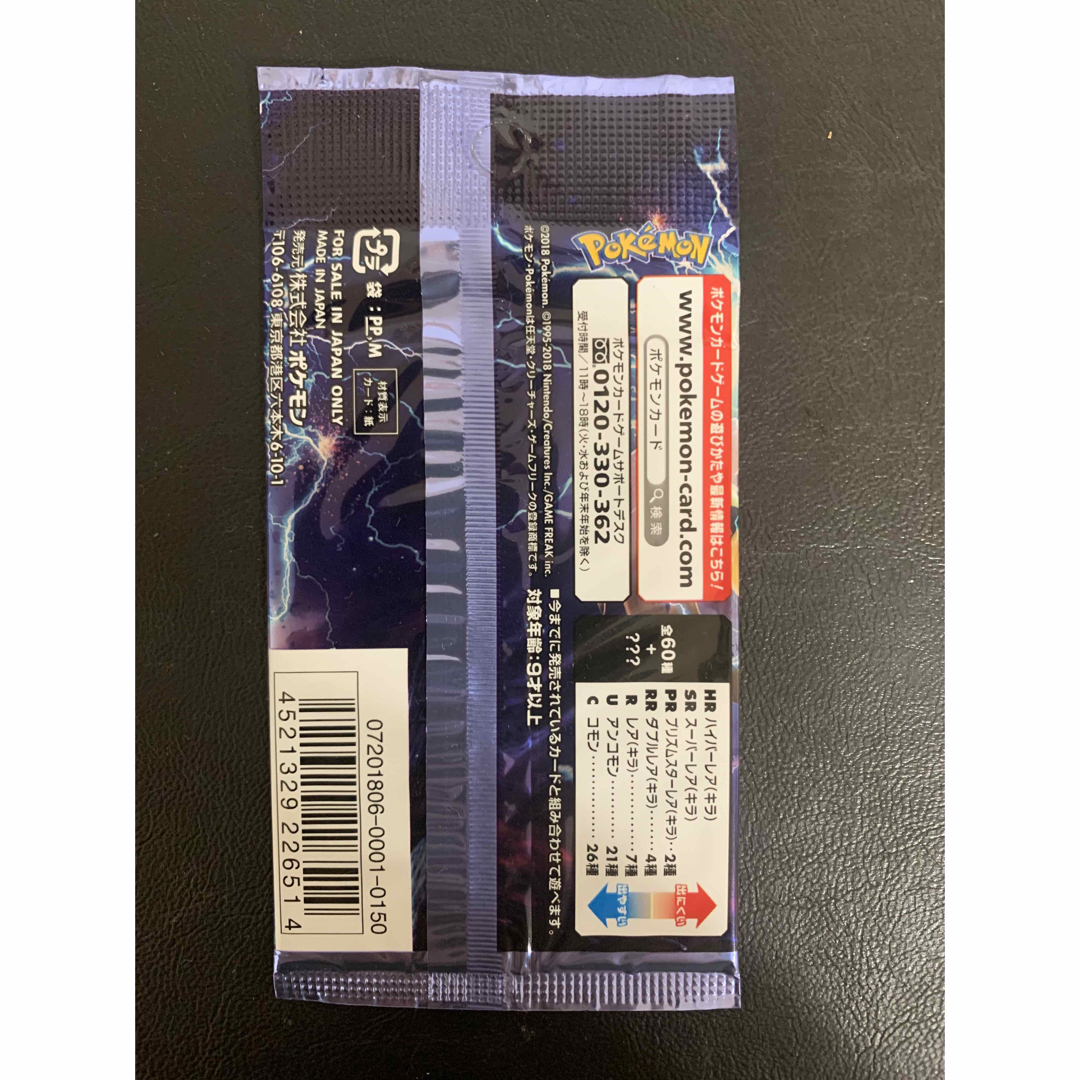 POKéMON
ポケモンカードゲームの遊びかたや最新情報はこちら!
www.pokemon-card.com
ポケモンカード 検索
ポケモンカードゲームサポートデスク
0120-330-362
受付時間/11時〜18時(火・水および年末年始を除く)
©2018 Pokémon. ©1995-2018 Nintendo/Creatures Inc./GAME FREAK inc.
ポケモン・Pokémonは任天堂・クリーチャーズ・ゲームフリークの登録商標です。
全60種
+
???
HR ハイパーレア(キラ)
SR スーパーレア(キラ)
PR プリズムスターレア(キラ)‥2種
RR ダブルレア(キラ)‥‥‥4種
R レア(キラ)‥‥‥‥‥7種
U アンコモン‥‥‥‥‥21種
C コモン‥‥‥‥‥‥26種
出にくい
出やすい
■今までに発売されているカードと組み合わせて遊べます。
対象年齢:9才以上
プラ
袋:PP,M
材質表示
カード:紙
FOR SALE IN JAPAN ONLY
MADE IN JAPAN
発売元 株式会社 ポケモン
〒106-6108 東京都港区六本木6-10-1
07201806-0001-0150
4521329226514